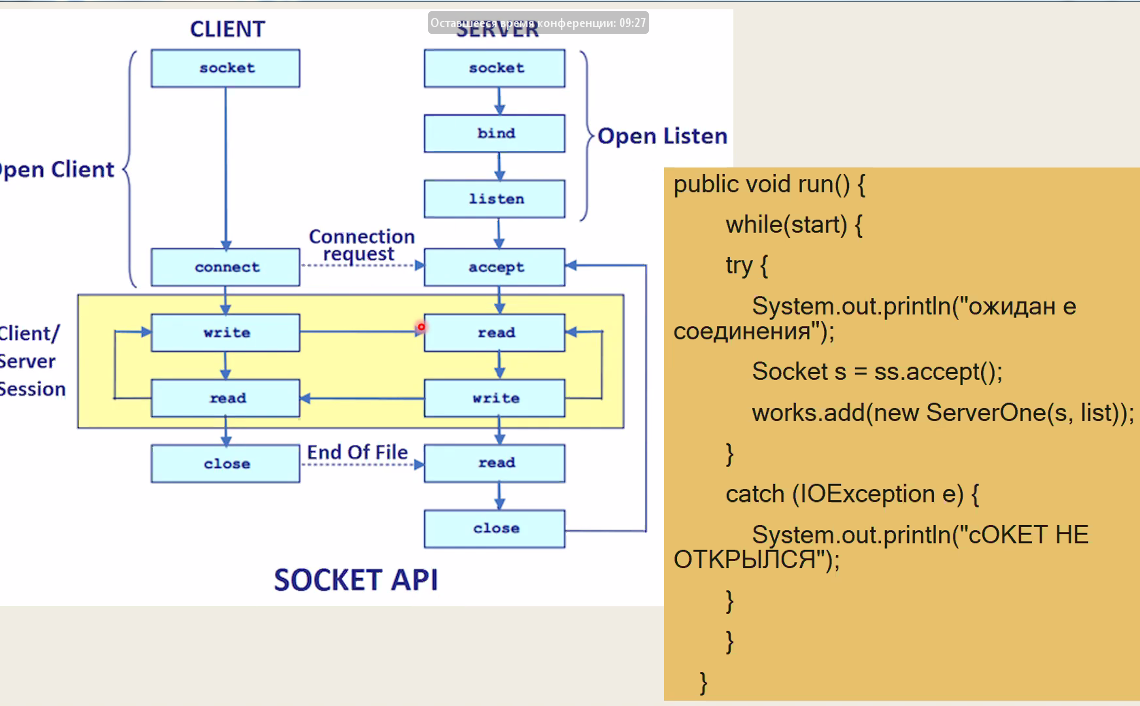 Оставшееся время конференции: 09:27
CLIENT
SERVER
socket
socket
bind
Open Listen
pen Client
listen
Connection
request
connect
accept
Client/
Server
Session
write
read
read
write
End Of File
close
read
close
SOCKET API
public void run() {
while(start) {
try {
System.out.println("ожидан е
соединения");
Socket s = ss.accept();
works.add(new ServerOne(s, list));
}
catch (IOException e) {
System.out.println("сОКЕТ НЕ
ОТКРЫЛСЯ");
}
}
}